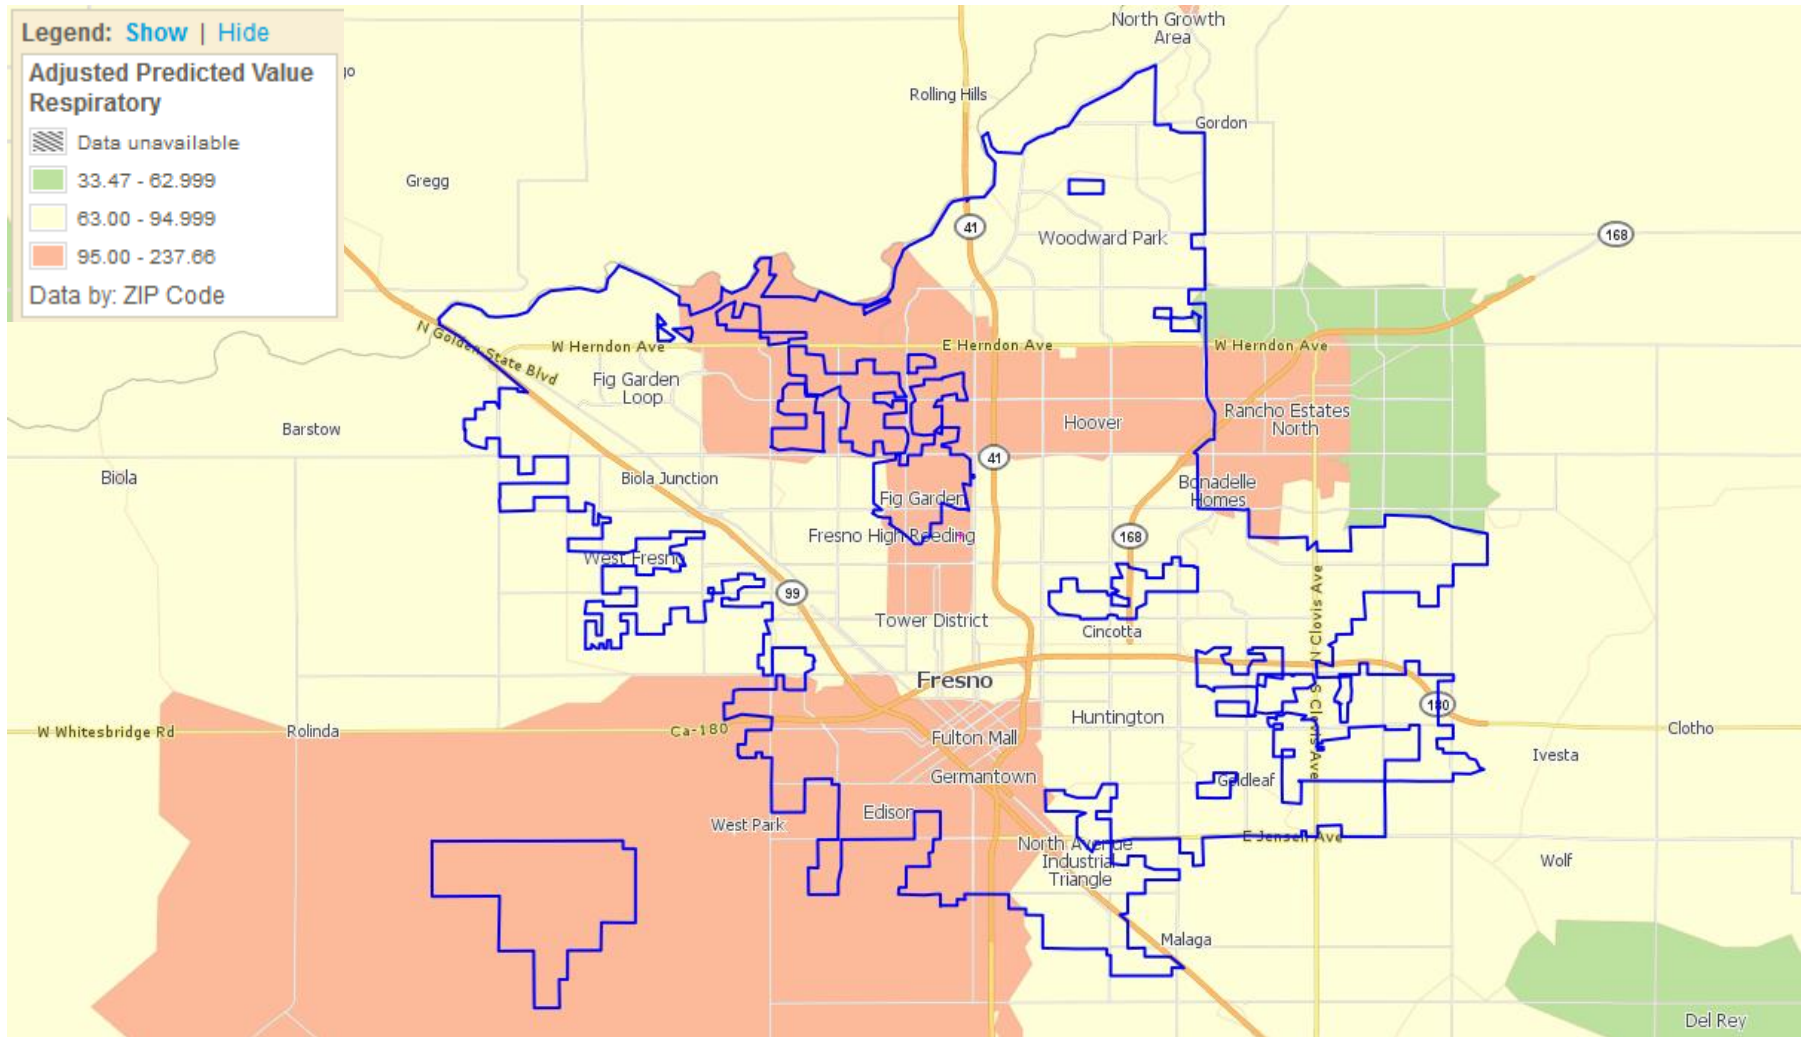 Legend: Show | Hide
Adjusted Predicted Value
Respiratory
Data unavailable
33.47 - 62.999
63.00 - 94.999
95.00 - 237.66
Data by: ZIP Code
go
North Growth
Area
Rolling Hills
Gordon
Gregg
41
Woodward Park
168
N Golden State Blvd
W Herndon Ave
E Herndon Ave
W Herndon Ave
Fig Garden
Loop
Rancho Estates
North
Hoover
Barstow
41
Biola
Biola Junction
Bonadelle
Homes
Fig Garden
Fresno High Roeding
168
West Fresno
99
N Clovis Ave
Tower District
Cincotta
Fresno
S Clovis Ave
180
Huntington
W Whitesbridge Rd
Rolinda
Ca-180
Fulton Mall
Clotho
Ivesta
Germantown
Goldleaf
Edison
West Park
E Jensen Ave
North Avenue
Industrial
Triangle
Wolf
Malaga
Del Rey